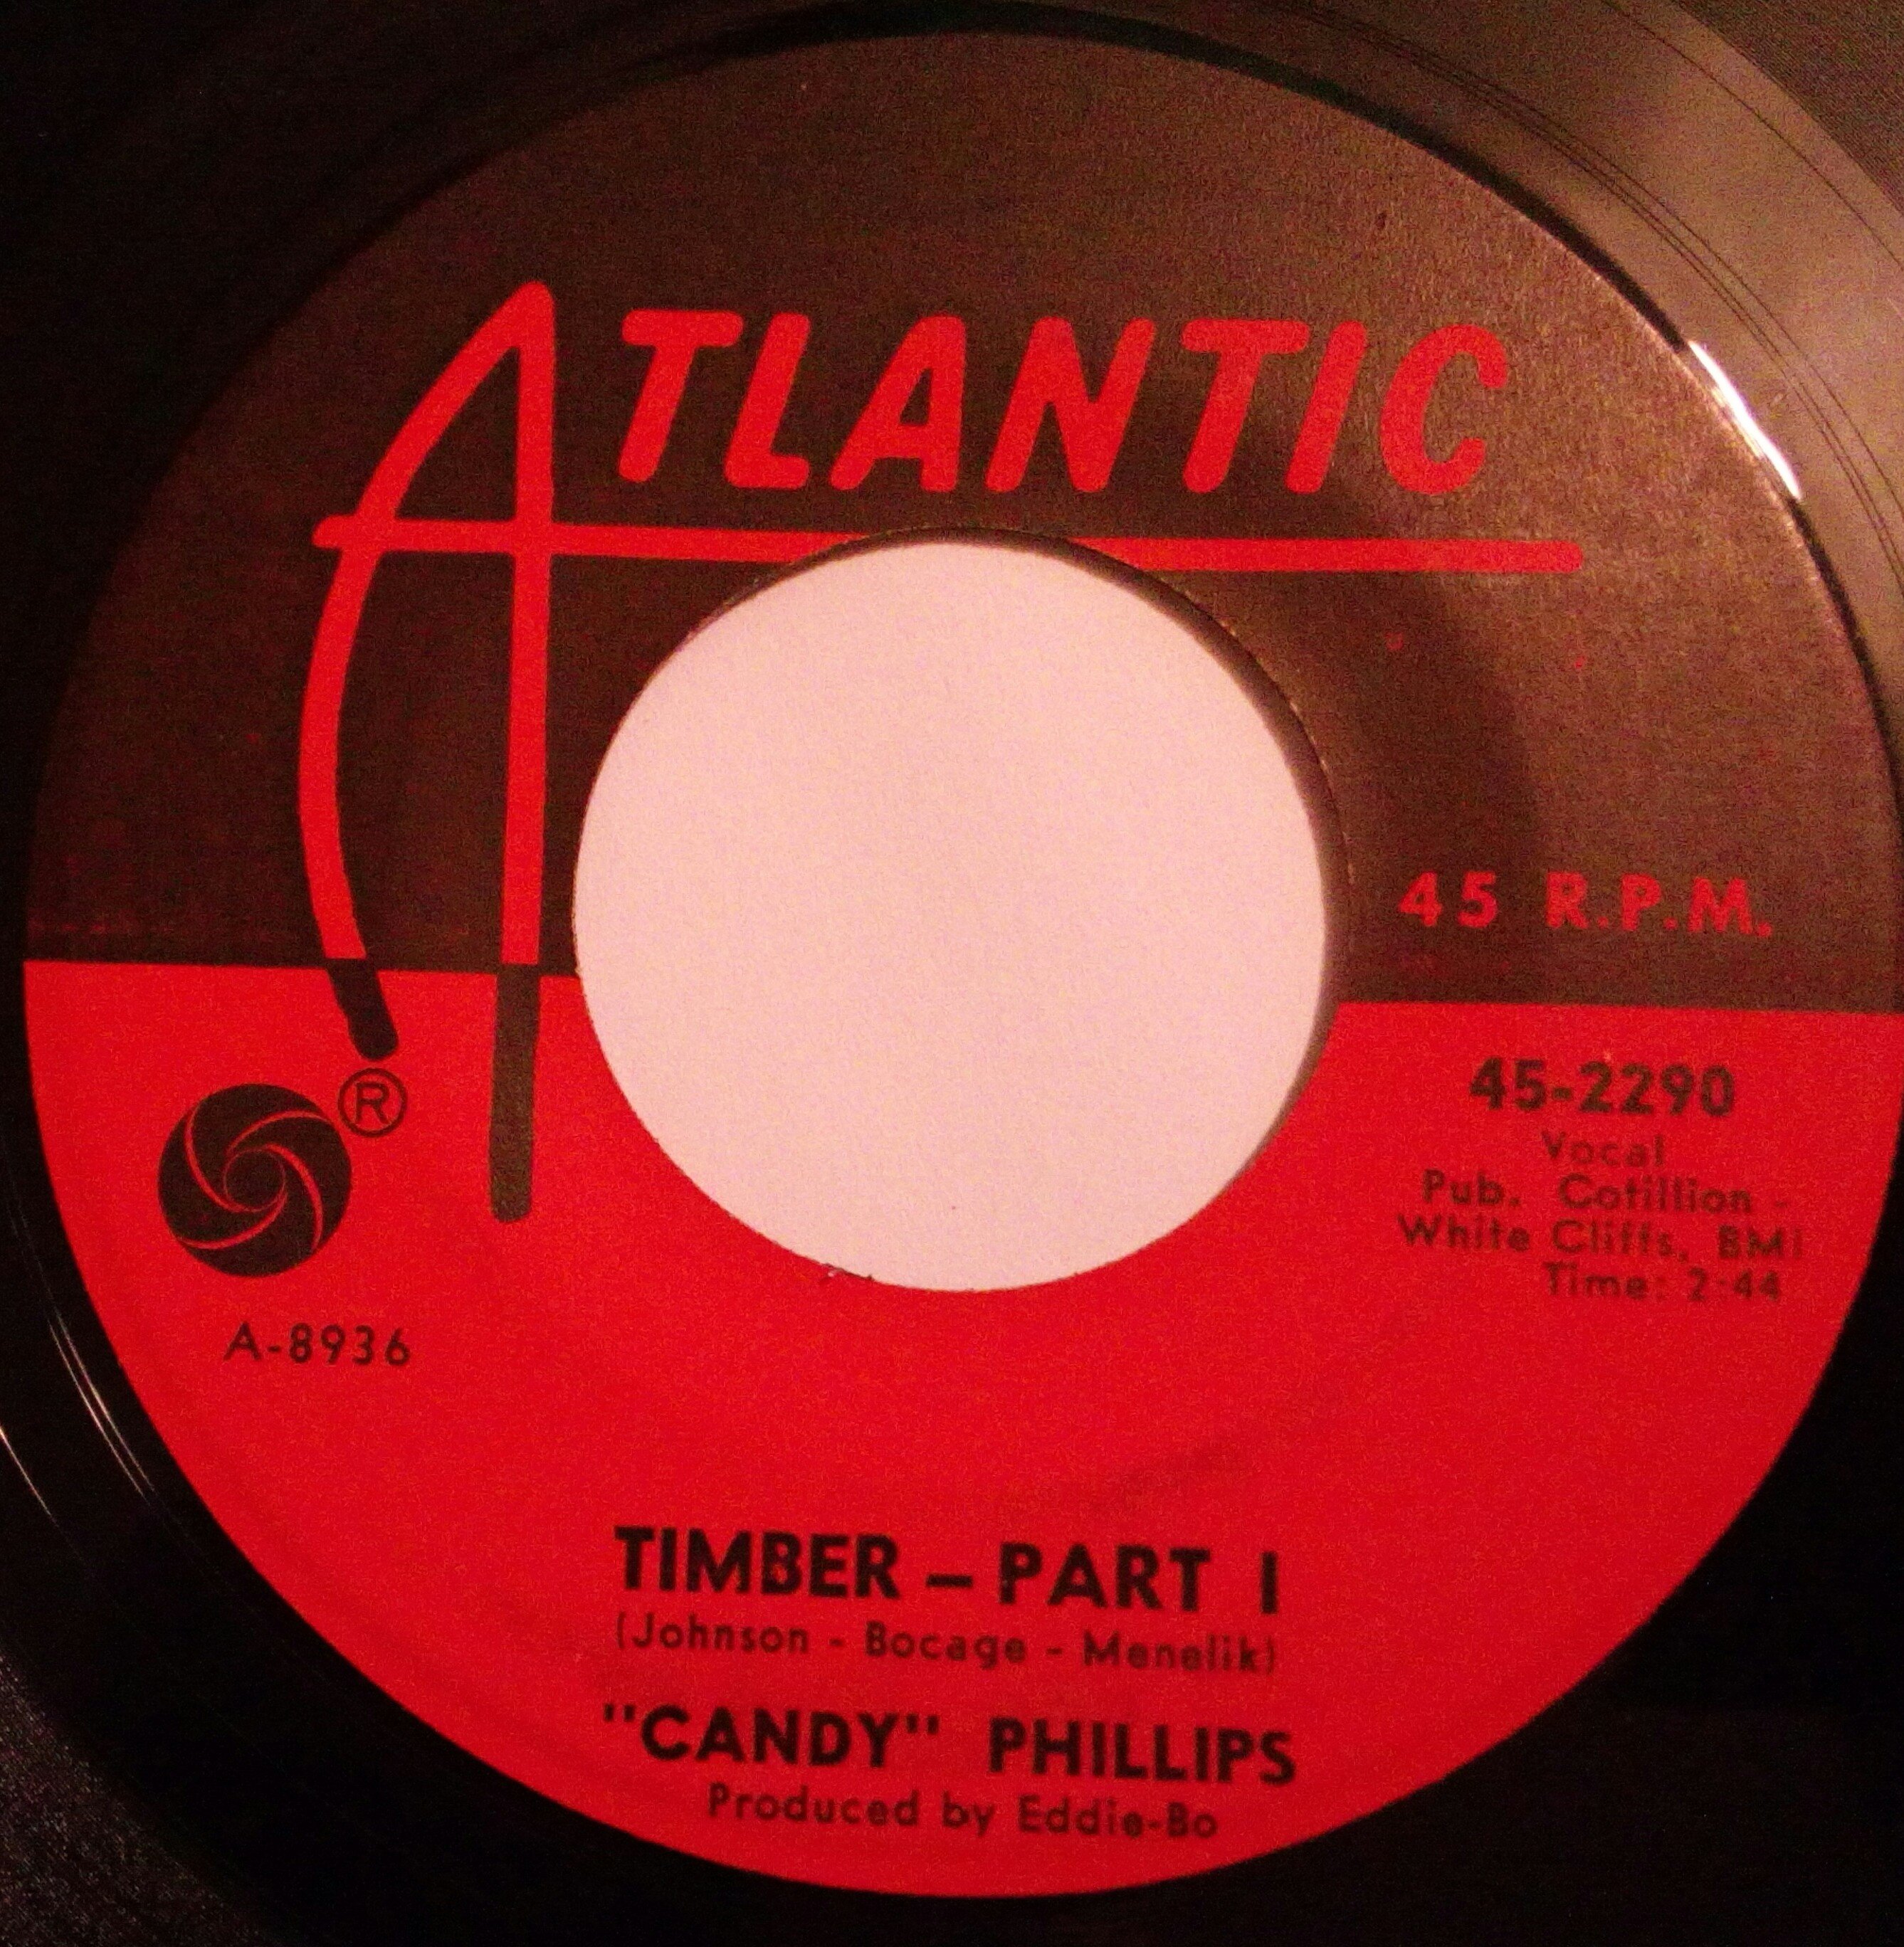 ATLANTIC
45 R.P.M.
®
45-2290
Vocal
Pub. Cotillion -
White Cliffs, BMI
Time: 2:44
A-8936
TIMBER — PART I
(Johnson - Bocage - Menelik)
"CANDY" PHILLIPS
Produced by Eddie-Bo